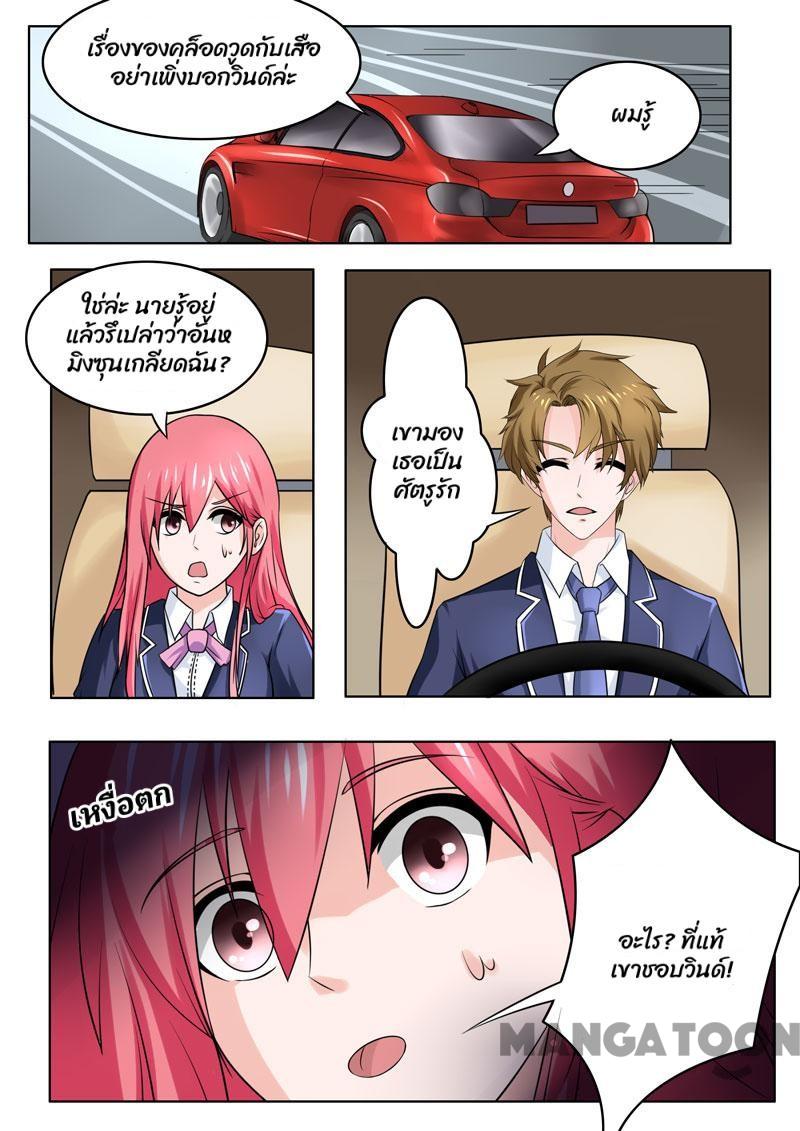 เรื่องของคล็อดวูดกับเสือ
อย่าเพิ่งบอกวินด์ล่ะ
ผมรู้
ใช่ล่ะ นายรู้อยู่
แล้วรึเปล่าว่าอันห
มิงซุนเกลียดฉัน?
เขามอง
เธอเป็น
ศัตรูรัก
เหงื่อตก
อะไร? ที่แท้
เขาชอบวินด์!
MANGATOON